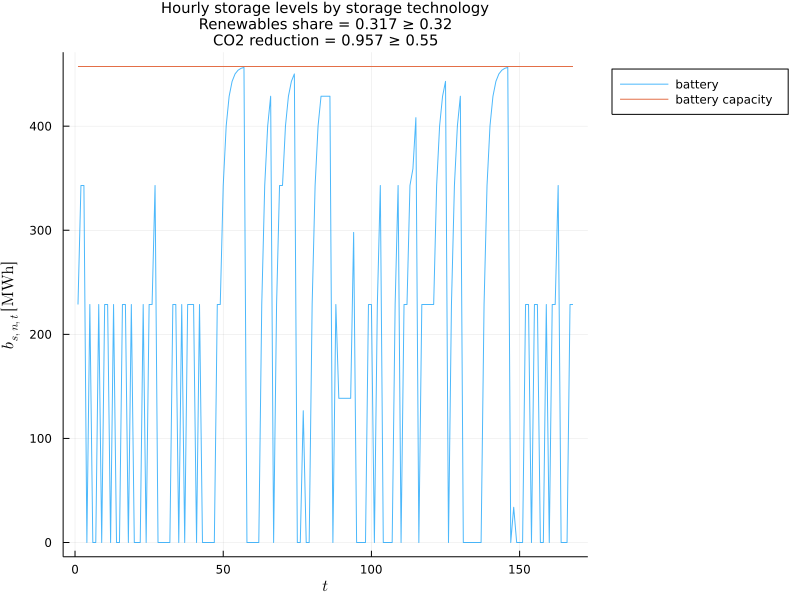 Hourly storage levels by storage technology
Renewables share = 0.317 ≥ 0.32
CO2 reduction = 0.957 ≥ 0.55
battery
battery capacity
400
300
200
100
0
b_{s, n, t} [MWh]
0 50 100 150
t